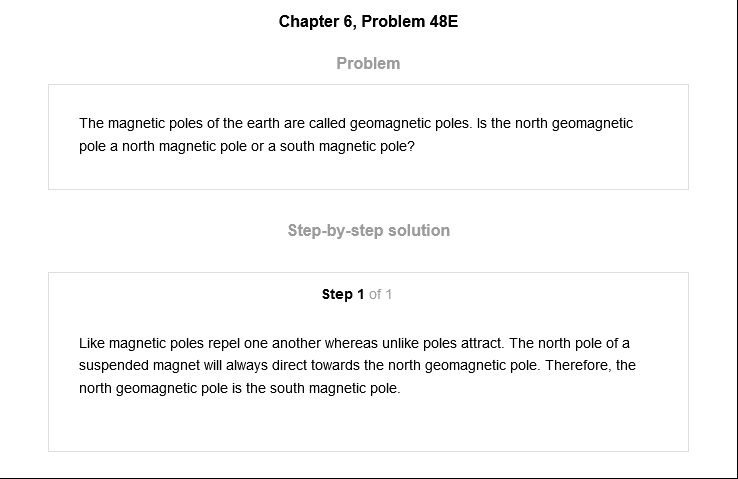 Chapter 6, Problem 48E
Problem
The magnetic poles of the earth are called geomagnetic poles. Is the north geomagnetic
pole a north magnetic pole or a south magnetic pole?
Step-by-step solution
Step 1 of 1
Like magnetic poles repel one another whereas unlike poles attract. The north pole of a
suspended magnet will always direct towards the north geomagnetic pole. Therefore, the
north geomagnetic pole is the south magnetic pole.